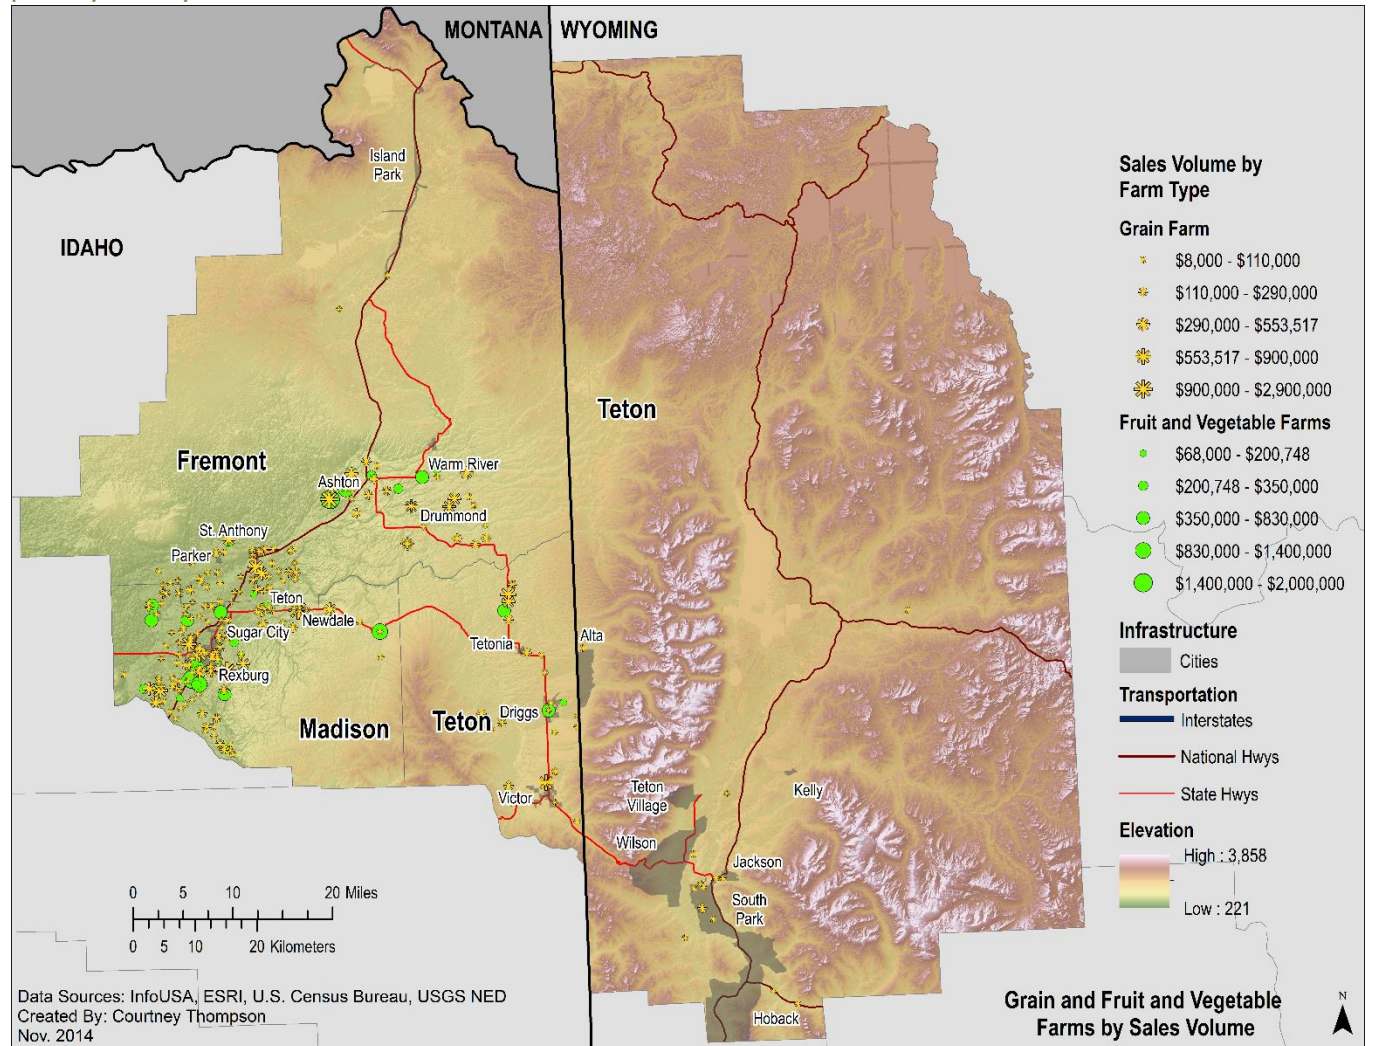 MONTANA
WYOMING
IDAHO
Island
Park
Sales Volume by
Farm Type
Grain Farm
$8,000 - $110,000
$110,000 - $290,000
$290,000 - $553,517
$553,517 - $900,000
$900,000 - $2,900,000
Fruit and Vegetable Farms
$68,000 - $200,748
$200,748 - $350,000
$350,000 - $830,000
$830,000 - $1,400,000
$1,400,000 - $2,000,000
Infrastructure
Cities
Transportation
Interstates
National Hwys
State Hwys
Elevation
High : 3,858
Low : 221
Teton
Fremont
Warm River
Ashton
Drummond
St. Anthony
Parker
Teton
Newdale
Sugar City
Rexburg
Tetonia
Alta
Driggs
Madison
Teton
Victor
Teton
Village
Kelly
Wilson
Jackson
South
Park
Hoback
0 5 10 20 Miles
0 5 10 20 Kilometers
Data Sources: InfoUSA, ESRI, U.S. Census Bureau, USGS NED
Created By: Courtney Thompson
Nov. 2014
Grain and Fruit and Vegetable
Farms by Sales Volume
N